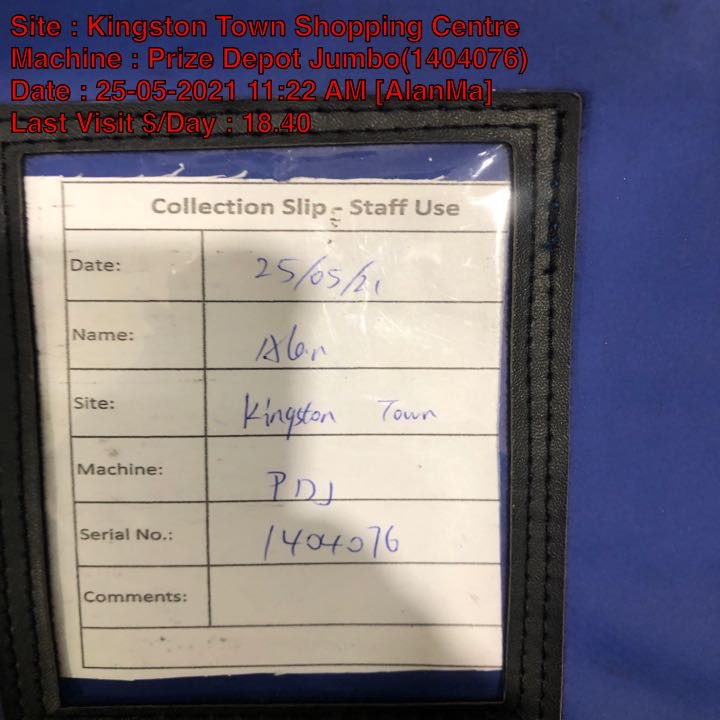 Site : Kingston Town Shopping Centre
Machine : Prize Depot Jumbo(1404076)
Date : 25-05-2021 11:22 AM [AlanMa]
Last Visit $/Day : 18.40
Collection Slip - Staff Use
Date: 25/05/21
Name: Alan
Site: Kingston Town
Machine: PDJ
Serial No.: 1404076
Comments: